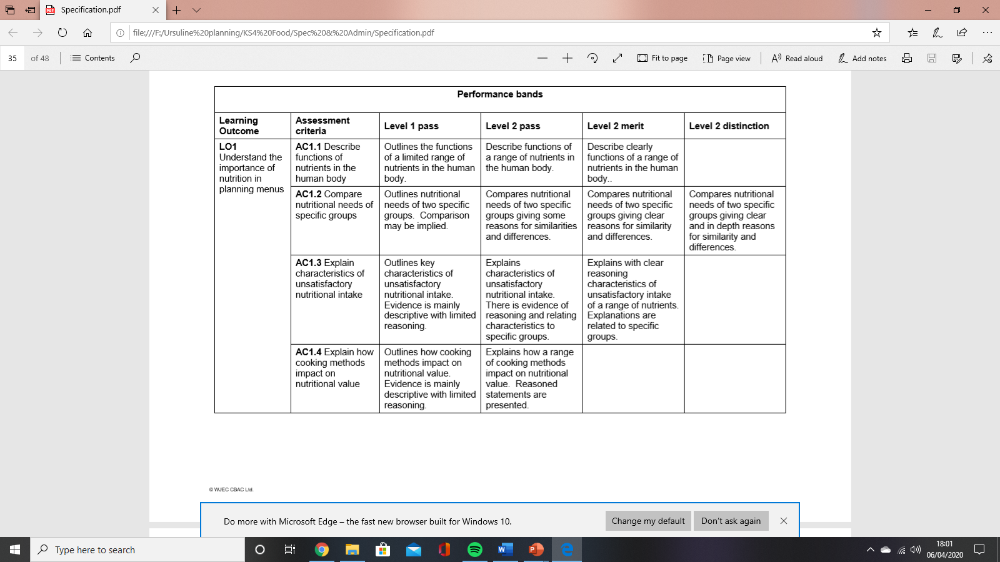 Specification.pdf
file:///F:/Ursuline%20planning/KS4%20Food/Spec%20&%20Admin/Specification.pdf
35 of 48 Contents Fit to page Page view Read aloud Add notes
Performance bands
Learning Outcome
Assessment criteria
Level 1 pass
Level 2 pass
Level 2 merit
Level 2 distinction
LO1
Understand the
importance of
nutrition in
planning menus
AC1.1 Describe
functions of
nutrients in the
human body
Outlines the functions
of a limited range of
nutrients in the human
body.
Describe functions of
a range of nutrients in
the human body.
Describe clearly
functions of a range of
nutrients in the human
body..
AC1.2 Compare
nutritional needs of
specific groups
Outlines nutritional
needs of two specific
groups. Comparison
may be implied.
Compares nutritional
needs of two specific
groups giving some
reasons for similarities
and differences.
Compares nutritional
needs of two specific
groups giving clear
reasons for similarity
and differences.
Compares nutritional
needs of two specific
groups giving clear
and in depth reasons
for similarity and
differences.
AC1.3 Explain
characteristics of
unsatisfactory
nutritional intake
Outlines key
characteristics of
unsatisfactory
nutritional intake.
Evidence is mainly
descriptive with limited
reasoning.
Explains
characteristics of
unsatisfactory
nutritional intake.
There is evidence of
reasoning and relating
characteristics to
specific groups.
Explains with clear
reasoning
characteristics of
unsatisfactory intake
of a range of nutrients.
Explanations are
related to specific
groups.
AC1.4 Explain how
cooking methods
impact on
nutritional value
Outlines how cooking
methods impact on
nutritional value.
Evidence is mainly
descriptive with limited
reasoning.
Explains how a range
of cooking methods
impact on nutritional
value. Reasoned
statements are
presented.
© WJEC CBAC Ltd.
Do more with Microsoft Edge – the fast new browser built for Windows 10.
Change my default
Don't ask again
Type here to search
18:01
06/04/2020